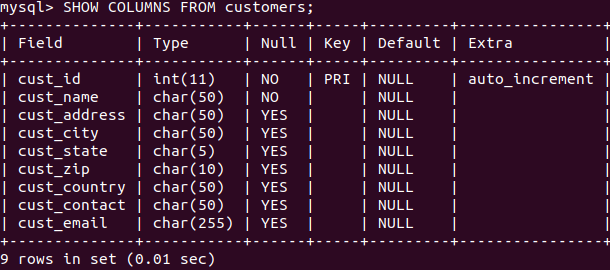 mysql> SHOW COLUMNS FROM customers;
+--------------+-----------+------+-----+---------+----------------+
| Field        | Type      | Null | Key | Default | Extra          |
+--------------+-----------+------+-----+---------+----------------+
| cust_id      | int(11)   | NO   | PRI | NULL    | auto_increment |
| cust_name    | char(50)  | NO   |     | NULL    |                |
| cust_address | char(50)  | YES  |     | NULL    |                |
| cust_city    | char(50)  | YES  |     | NULL    |                |
| cust_state   | char(5)   | YES  |     | NULL    |                |
| cust_zip     | char(10)  | YES  |     | NULL    |                |
| cust_country | char(50)  | YES  |     | NULL    |                |
| cust_contact | char(50)  | YES  |     | NULL    |                |
| cust_email   | char(255) | YES  |     | NULL    |                |
+--------------+-----------+------+-----+---------+----------------+
9 rows in set (0.01 sec)